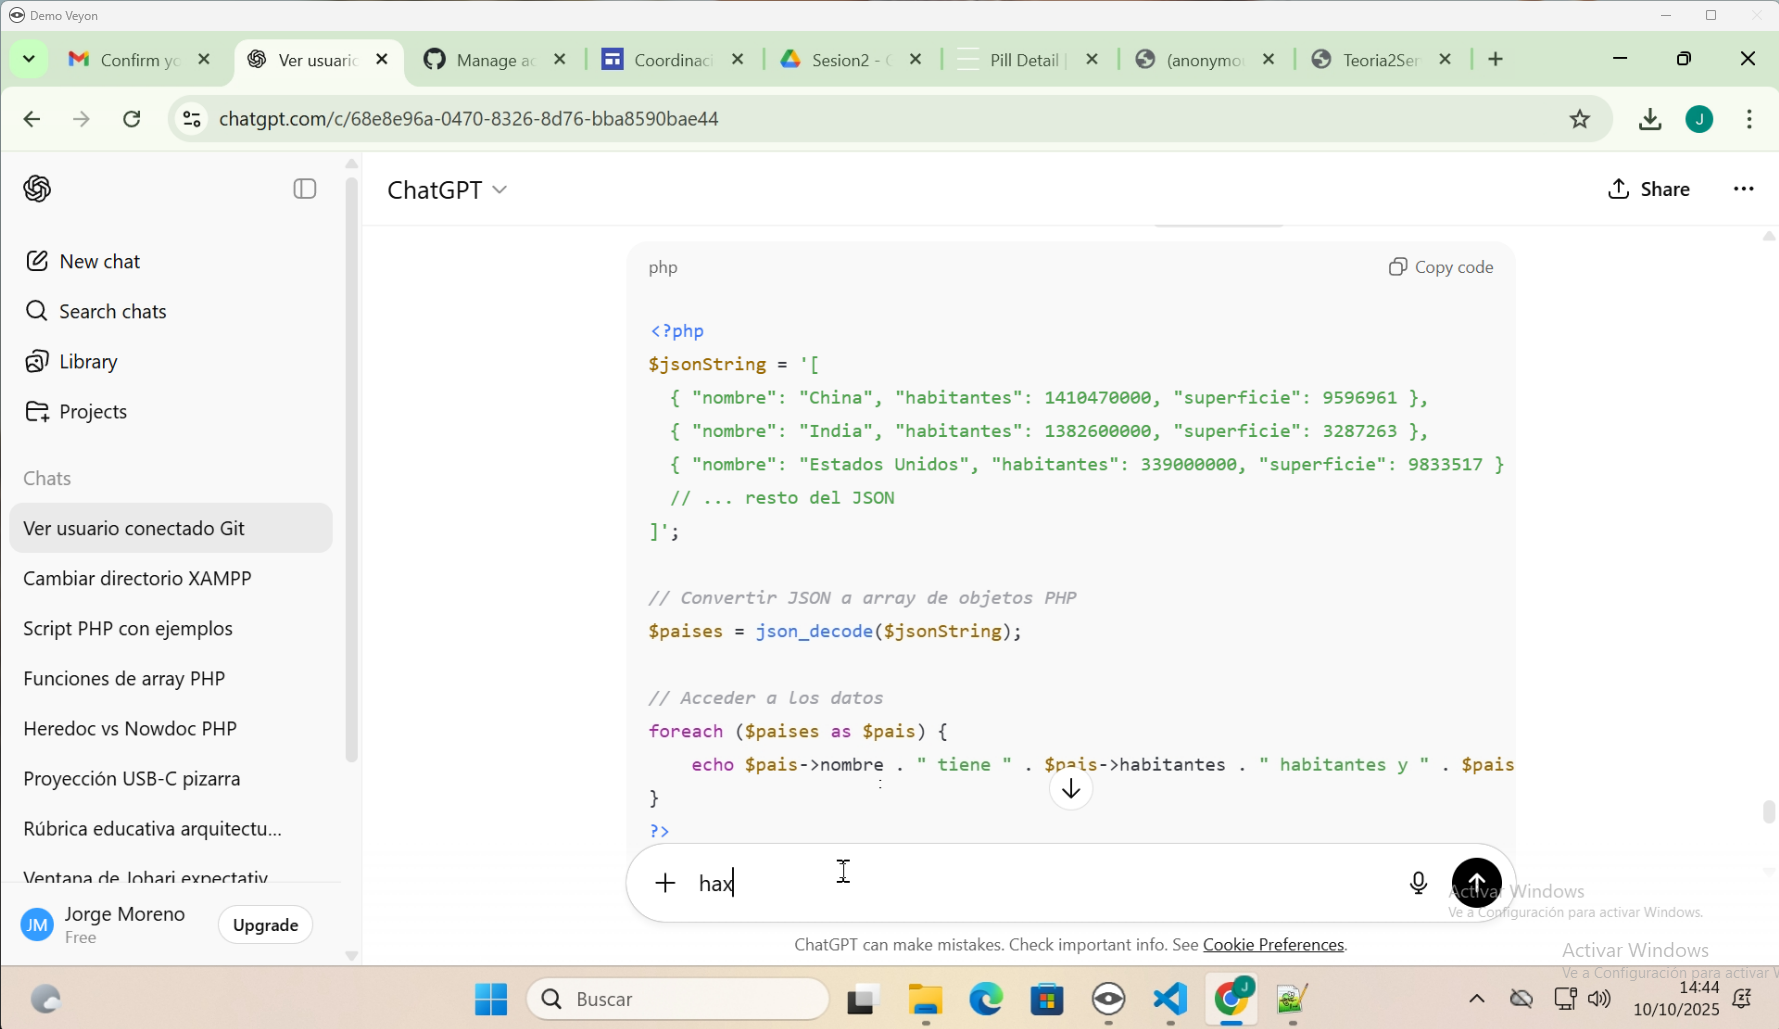 Demo Veyon
Confirm yo
Ver usuario
Manage ac
Coordinaci
Sesion2 - C
Pill Detail |
(anonymo
Teoria2Ser
chatgpt.com/c/68e8e96a-0470-8326-8d76-bba8590bae44
J
ChatGPT
Share
New chat
Search chats
Library
Projects
Chats
Ver usuario conectado Git
Cambiar directorio XAMPP
Script PHP con ejemplos
Funciones de array PHP
Heredoc vs Nowdoc PHP
Proyección USB-C pizarra
Rúbrica educativa arquitectu...
Ventana de Johari expectativ
JM
Jorge Moreno
Free
Upgrade
php
Copy code
<?php
$jsonString = '[
{ "nombre": "China", "habitantes": 1410470000, "superficie": 9596961 },
{ "nombre": "India", "habitantes": 1382600000, "superficie": 3287263 },
{ "nombre": "Estados Unidos", "habitantes": 339000000, "superficie": 9833517 }
// ... resto del JSON
]';
// Convertir JSON a array de objetos PHP
$paises = json_decode($jsonString);
// Acceder a los datos
foreach ($paises as $pais) {
echo $pais->nombre . " tiene " . $pais->habitantes . " habitantes y " . $pais
}
?>
hax
ChatGPT can make mistakes. Check important info. See Cookie Preferences.
Activar Windows
Ve a Configuración para activar Windows.
Activar Windows
Ve a Configuración para activar
Buscar
J
14:44
10/10/2025